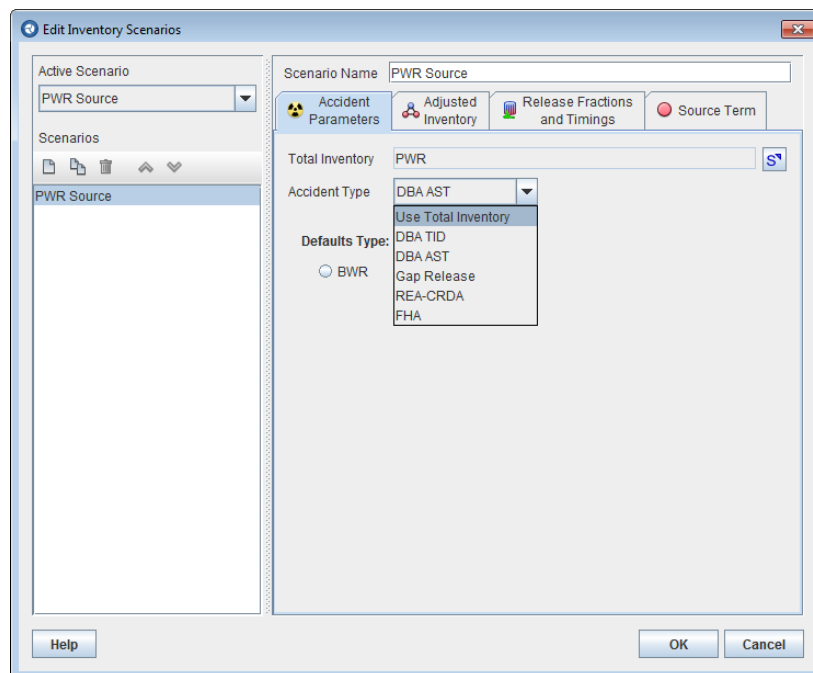 Edit Inventory Scenarios
Active Scenario
PWR Source
Scenarios
PWR Source
Scenario Name PWR Source
Accident Parameters
Adjusted Inventory
Release Fractions and Timings
Source Term
Total Inventory PWR
S
Accident Type DBA AST
Use Total Inventory
DBA TID
DBA AST
Gap Release
REA-CRDA
FHA
Defaults Type:
BWR
Help
OK
Cancel